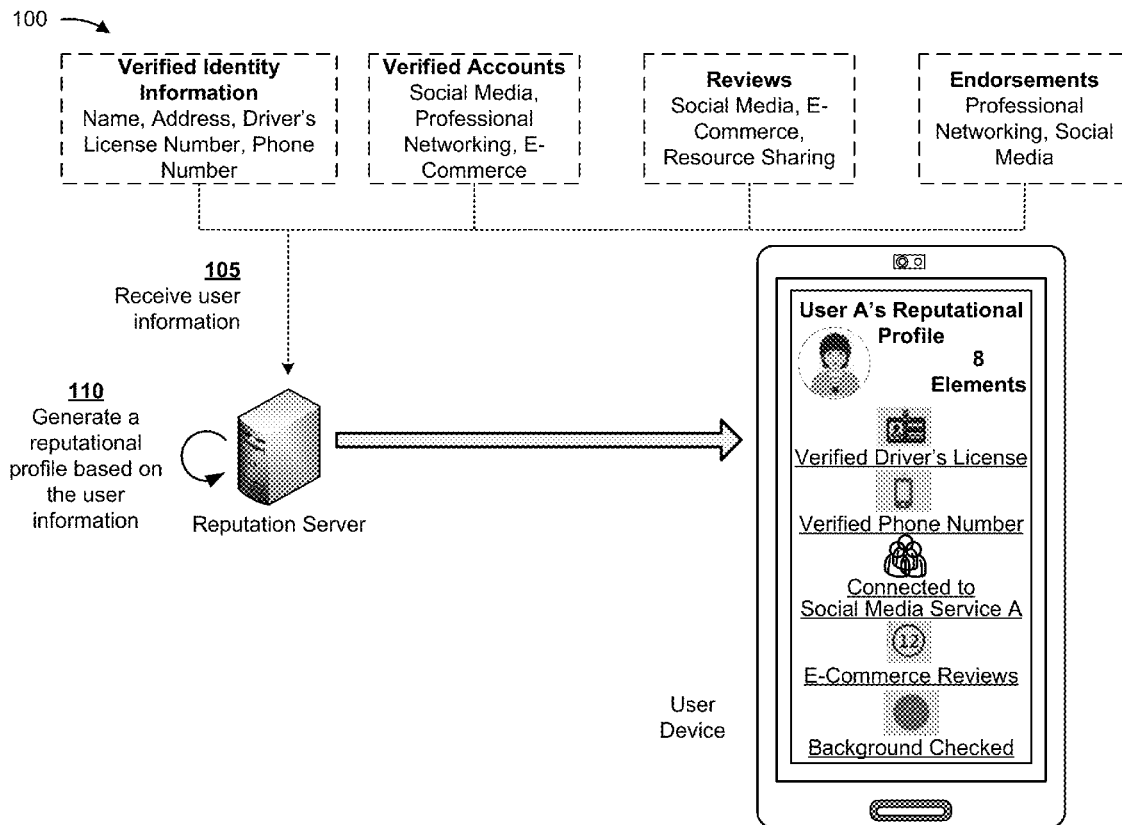 100
Verified Identity
Information
Name, Address, Driver's
License Number, Phone
Number
Verified Accounts
Social Media,
Professional
Networking, E-
Commerce
Reviews
Social Media, E-
Commerce,
Resource Sharing
Endorsements
Professional
Networking, Social
Media
105
Receive user
information
110
Generate a
reputational
profile based on
the user
information
Reputation Server
User
Device
User A's Reputational
Profile
8
Elements
Verified Driver's License
Verified Phone Number
Connected to
Social Media Service A
12
E-Commerce Reviews
Background Checked